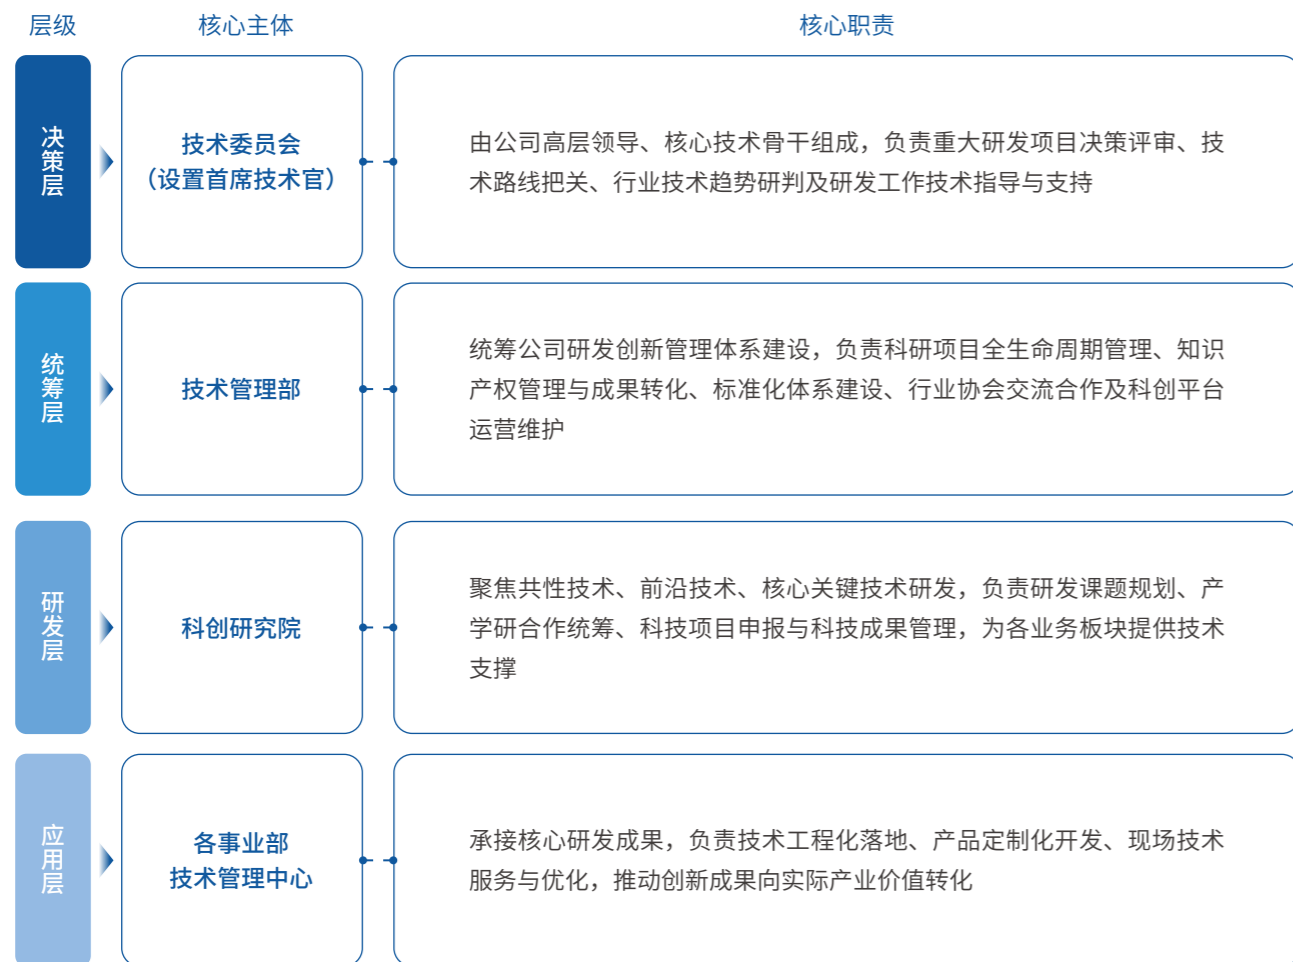 层级
核心主体
核心职责
决策层
技术委员会
（设置首席技术官）
由公司高层领导、核心技术骨干组成，负责重大研发项目决策评审、技
术路线把关、行业技术趋势研判及研发工作技术指导与支持
统筹层
技术管理部
统筹公司研发创新管理体系建设，负责科研项目全生命周期管理、知识
产权管理与成果转化、标准化体系建设、行业协会交流合作及科创平台
运营维护
研发层
科创研究院
聚焦共性技术、前沿技术、核心关键技术研发，负责研发课题规划、产
学研合作统筹、科技项目申报与科技成果管理，为各业务板块提供技术
支撑
应用层
各事业部
技术管理中心
承接核心研发成果，负责技术工程化落地、产品定制化开发、现场技术
服务与优化，推动创新成果向实际产业价值转化